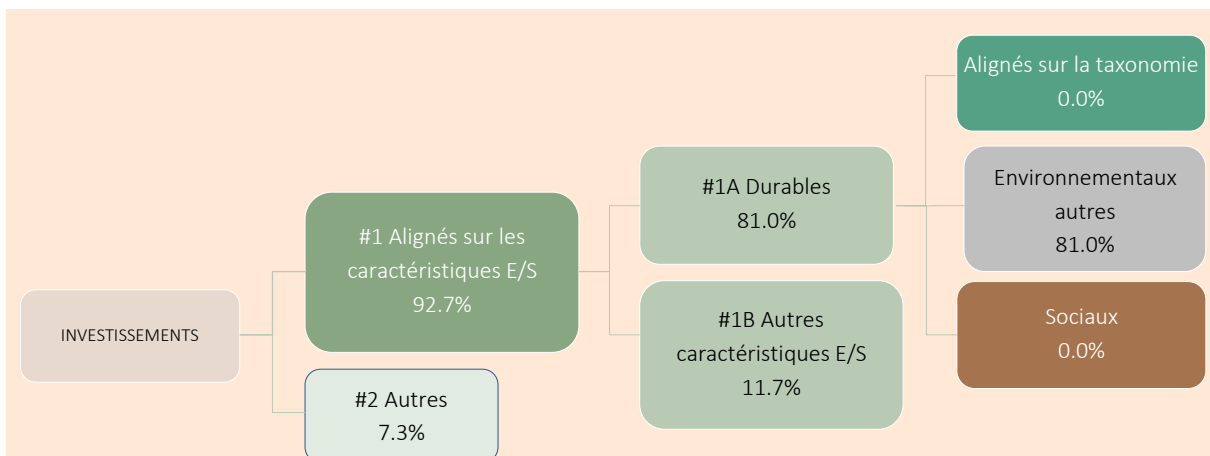 INVESTISSEMENTS
#1 Alignés sur les
caractéristiques E/S
92.7%
#2 Autres
7.3%
#1A Durables
81.0%
#1B Autres
caractéristiques E/S
11.7%
Alignés sur la taxonomie
0.0%
Environnementaux
autres
81.0%
Sociaux
0.0%